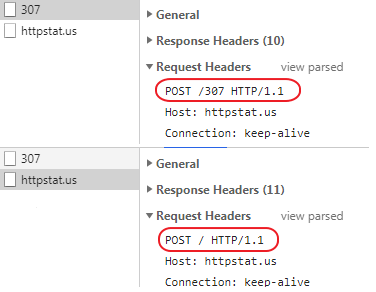 307
General
httpstat.us
Response Headers (10)
Request Headers view parsed
POST /307 HTTP/1.1
Host: httpstat.us
Connection: keep-alive
307
General
httpstat.us
Response Headers (11)
Request Headers view parsed
POST / HTTP/1.1
Host: httpstat.us
Connection: keep-alive